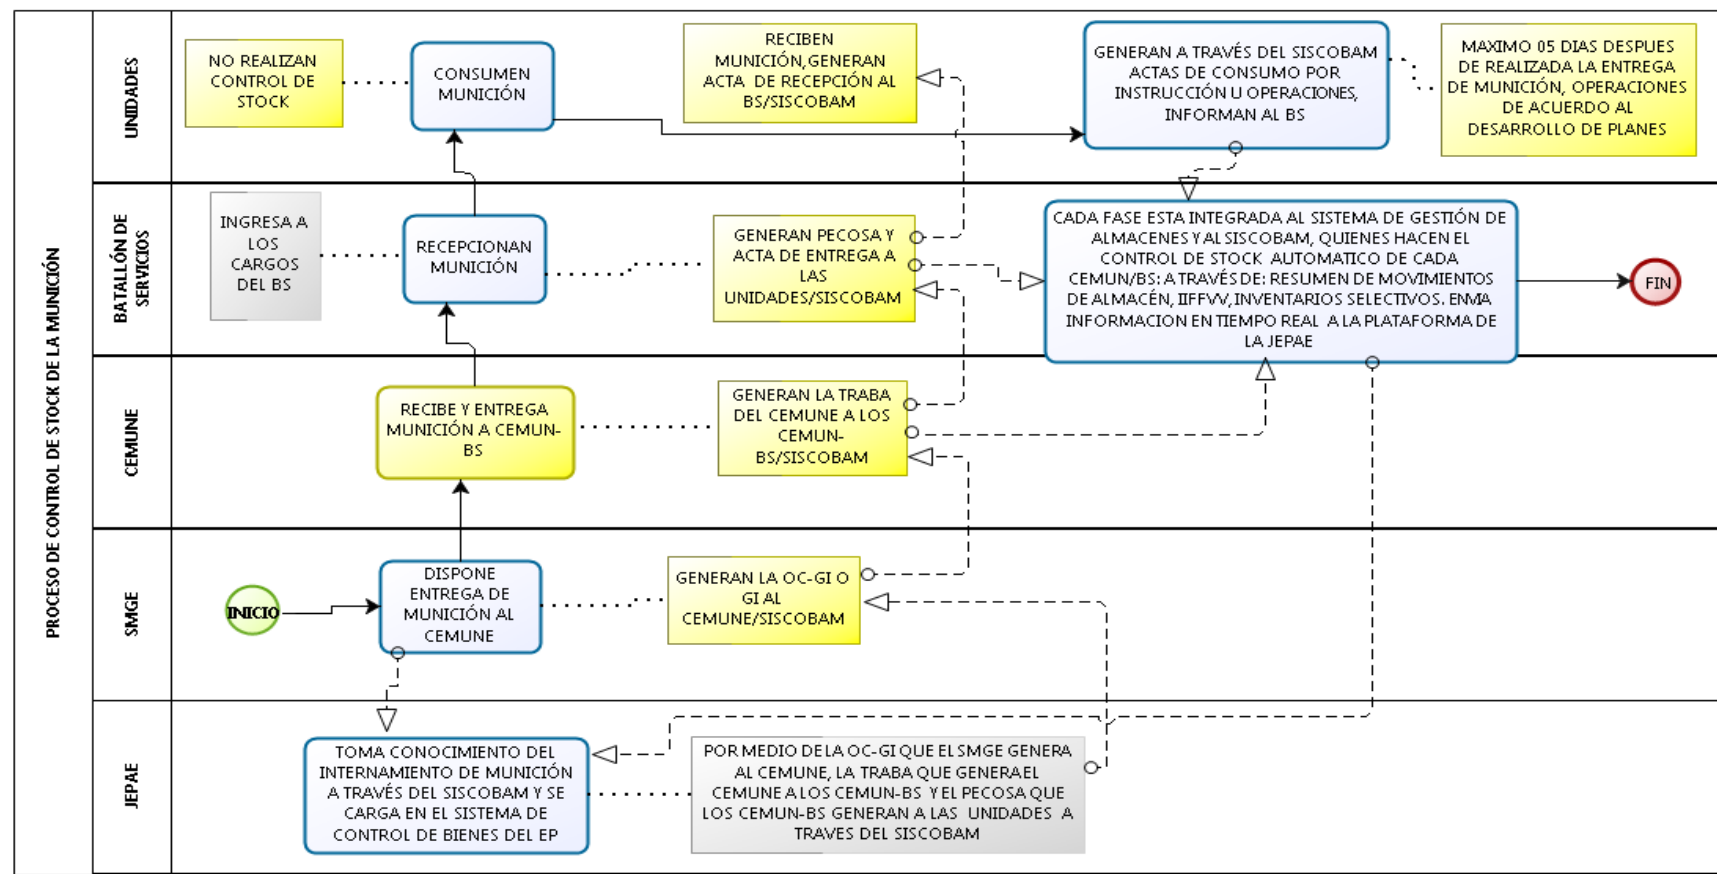 PROCESO DE CONTROL DE STOCK DE LA MUNICIÓN
UNIDADES
NO REALIZAN
CONTROL DE
STOCK
CONSUMEN
MUNICIÓN
RECIBEN
MUNICIÓN,GENERAN
ACTA DE RECEPCIÓN AL
BS/SISCOBAM
GENERAN A TRAVÉS DEL SISCOBAM
ACTAS DE CONSUMO POR
INSTRUCCIÓN U OPERACIONES,
INFORMAN AL BS
MAXIMO 05 DIAS DESPUES
DE REALIZADA LA ENTREGA
DE MUNICIÓN, OPERACIONES
DE ACUERDO AL
DESARROLLO DE PLANES
BATALLÓN DE
SERVICIOS
INGRESA A
LOS
CARGOS
DEL BS
RECEPCIONAN
MUNICIÓN
GENERAN PECOSA Y
ACTA DE ENTREGA A
LAS
UNIDADES/SISCOBAM
CADA FASE ESTA INTEGRADA AL SISTEMA DE GESTIÓN DE
ALMACENES Y AL SISCOBAM, QUIENES HACEN EL
CONTROL DE STOCK AUTOMATICO DE CADA
CEMUN/BS: A TRAVÉS DE: RESUMEN DE MOVIMIENTOS
DE ALMACÉN, IIFFVV, INVENTARIOS SELECTIVOS. ENVIA
INFORMACION EN TIEMPO REAL A LA PLATAFORMA DE
LA JEPAE
FIN
CEMUNE
RECIBE Y ENTREGA
MUNICIÓN A CEMUN-
BS
GENERAN LA TRABA
DEL CEMUNE A LOS
CEMUN-
BS/SISCOBAM
SMGE
INICIO
DISPONE
ENTREGA DE
MUNICIÓN AL
CEMUNE
GENERAN LA OC-GI O
GI AL
CEMUNE/SISCOBAM
JEPAE
TOMA CONOCIMIENTO DEL
INTERNAMIENTO DE MUNICIÓN
A TRAVÉS DEL SISCOBAM Y SE
CARGA EN EL SISTEMA DE
CONTROL DE BIENES DEL EP
POR MEDIO DE LA OC-GI QUE EL SMGE GENERA
AL CEMUNE, LA TRABA QUE GENERA EL
CEMUNE A LOS CEMUN-BS Y EL PECOSA QUE
LOS CEMUN-BS GENERAN A LAS UNIDADES A
TRAVES DEL SISCOBAM